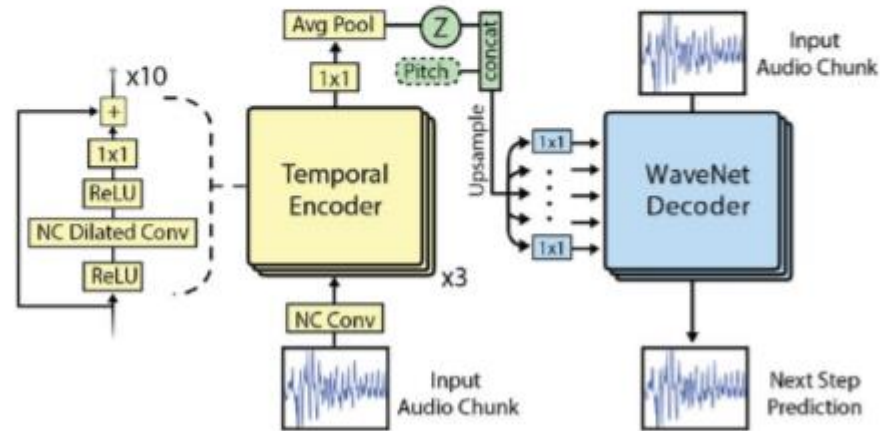 x10
+
1x1
ReLU
NC Dilated Conv
ReLU
Avg Pool
1x1
Temporal
Encoder
x3
NC Conv
Input
Audio Chunk
Z
Pitch
concat
Upsample
1x1
1x1
Input
Audio Chunk
WaveNet
Decoder
Next Step
Prediction